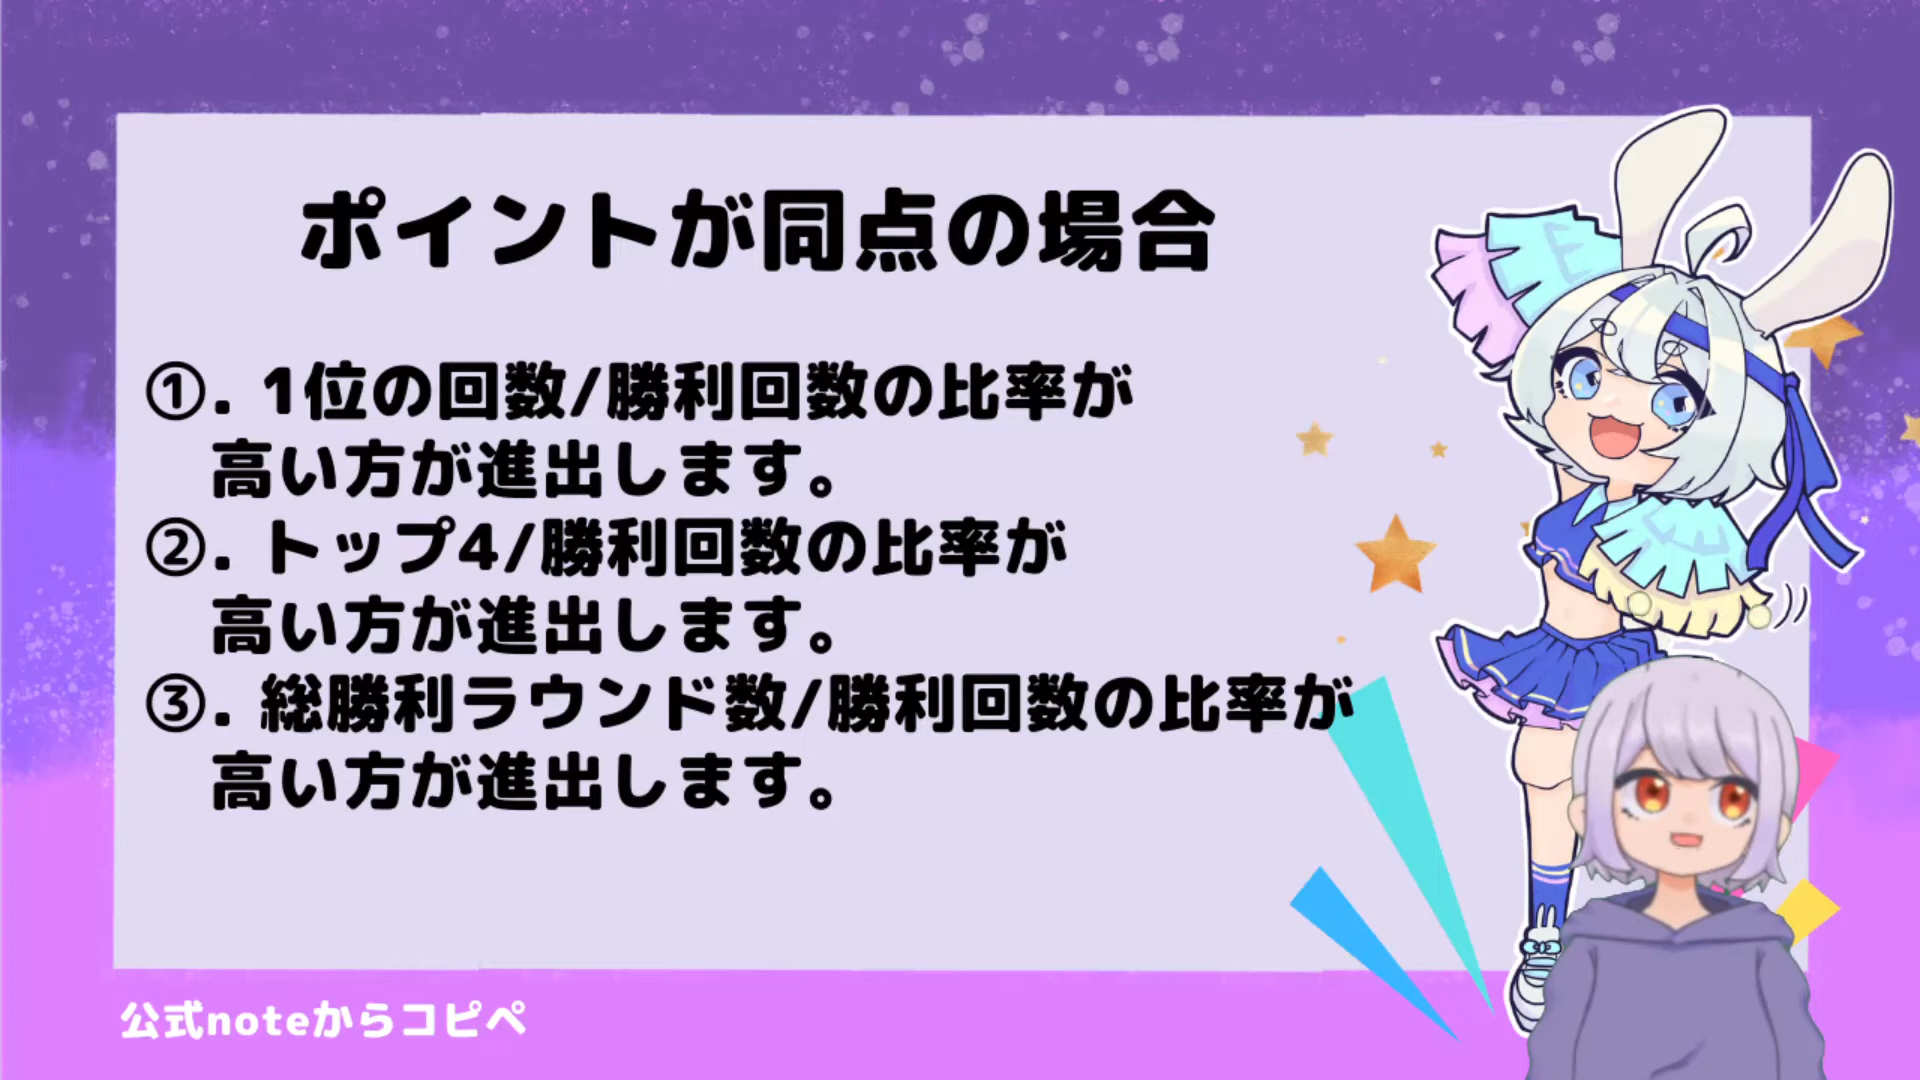 ポイントが同点の場合
①. 1位の回数/勝利回数の比率が
高い方が進出します。
②. トップ4/勝利回数の比率が
高い方が進出します。
③. 総勝利ラウンド数/勝利回数の比率が
高い方が進出します。
公式noteからコピペ